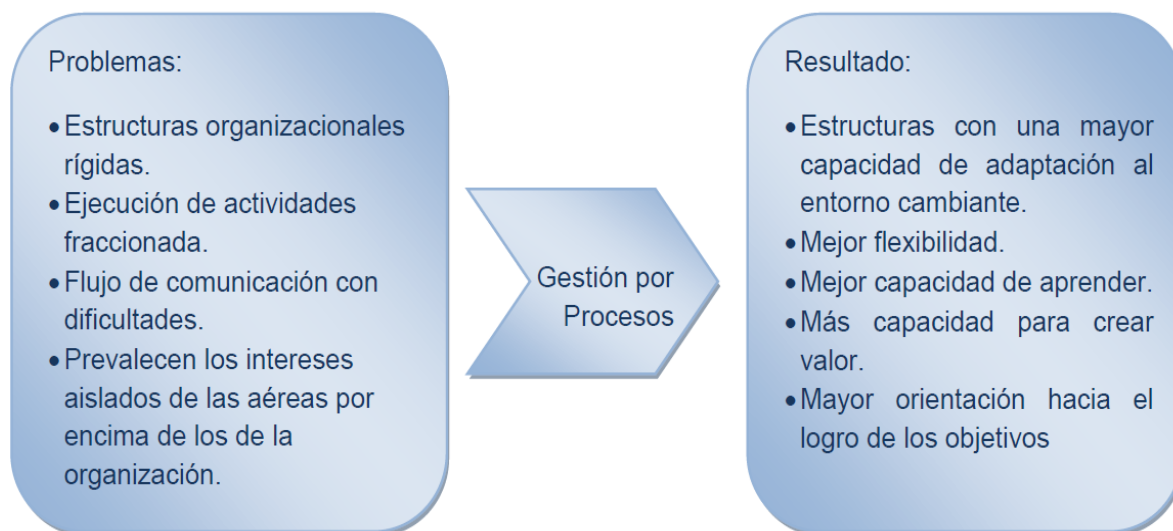 Problemas:
• Estructuras organizacionales
rígidas.
• Ejecución de actividades
fraccionada.
• Flujo de comunicación con
dificultades.
• Prevalecen los intereses
aislados de las aéreas por
encima de los de la
organización.
Gestión por
Procesos
Resultado:
• Estructuras con una mayor
capacidad de adaptación al
entorno cambiante.
• Mejor flexibilidad.
• Mejor capacidad de aprender.
• Más capacidad para crear
valor.
• Mayor orientación hacia el
logro de los objetivos